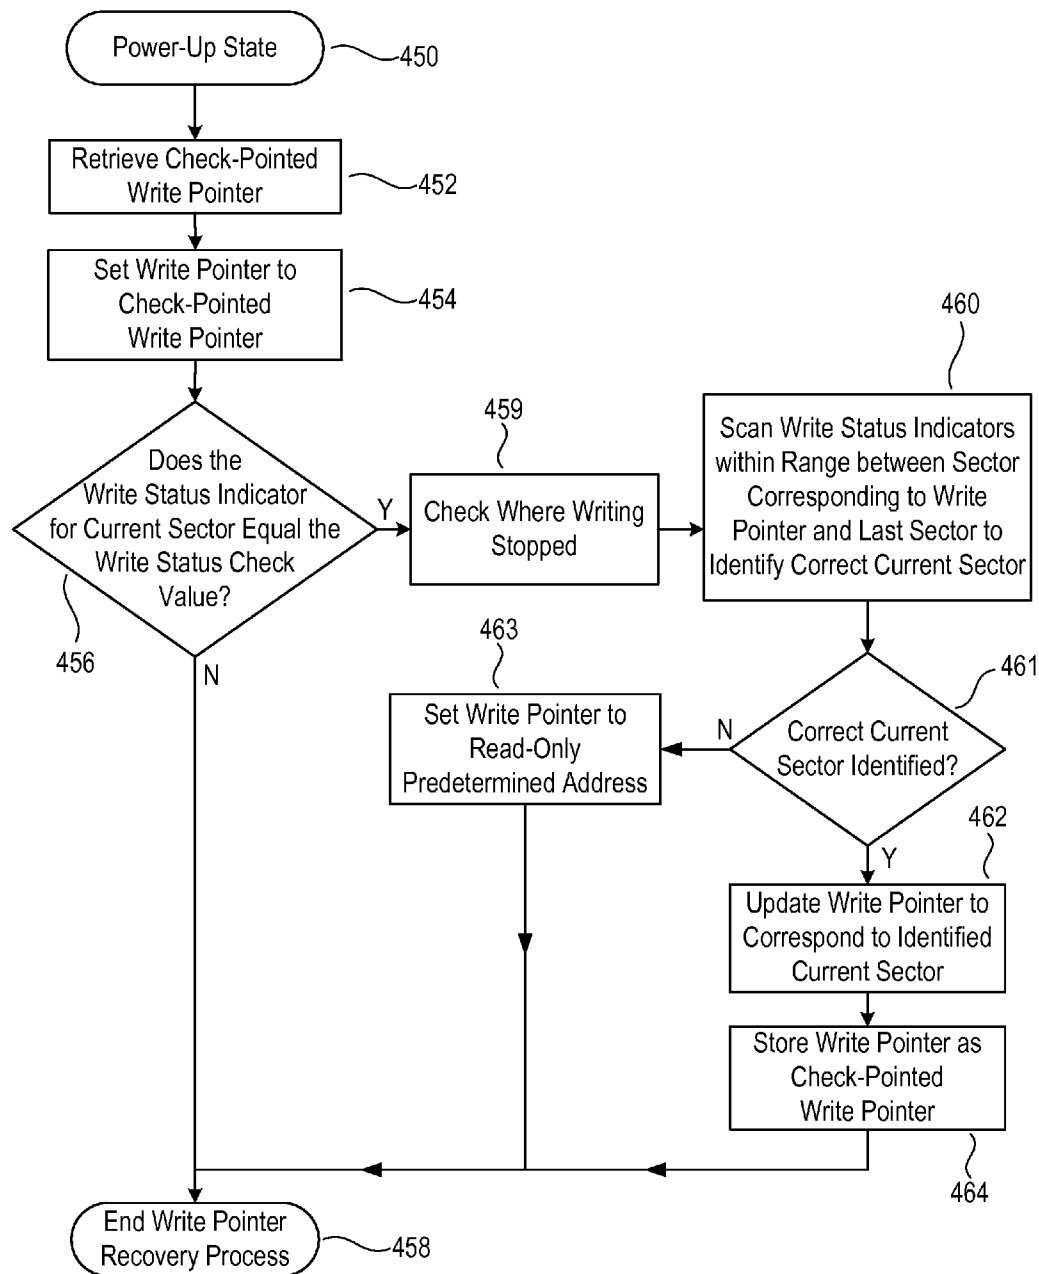 Power-Up State
450
Retrieve Check-Pointed
Write Pointer
452
Set Write Pointer to
Check-Pointed
Write Pointer
454
Does the
Write Status Indicator
for Current Sector Equal the
Write Status Check
Value?
456
Y
N
459
Check Where Writing
Stopped
460
Scan Write Status Indicators
within Range between Sector
Corresponding to Write
Pointer and Last Sector to
Identify Correct Current Sector
461
Correct Current
Sector Identified?
N
Y
463
Set Write Pointer to
Read-Only
Predetermined Address
462
Update Write Pointer to
Correspond to Identified
Current Sector
Store Write Pointer as
Check-Pointed
Write Pointer
464
End Write Pointer
Recovery Process
458